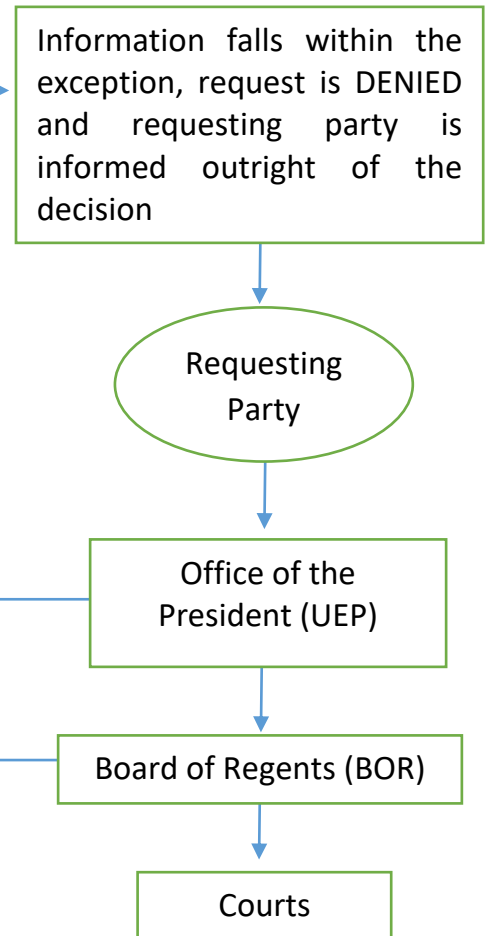 Information falls within the
exception, request is DENIED
and requesting party is
informed outright of the
decision
Requesting
Party
Office of the
President (UEP)
Board of Regents (BOR)
Courts